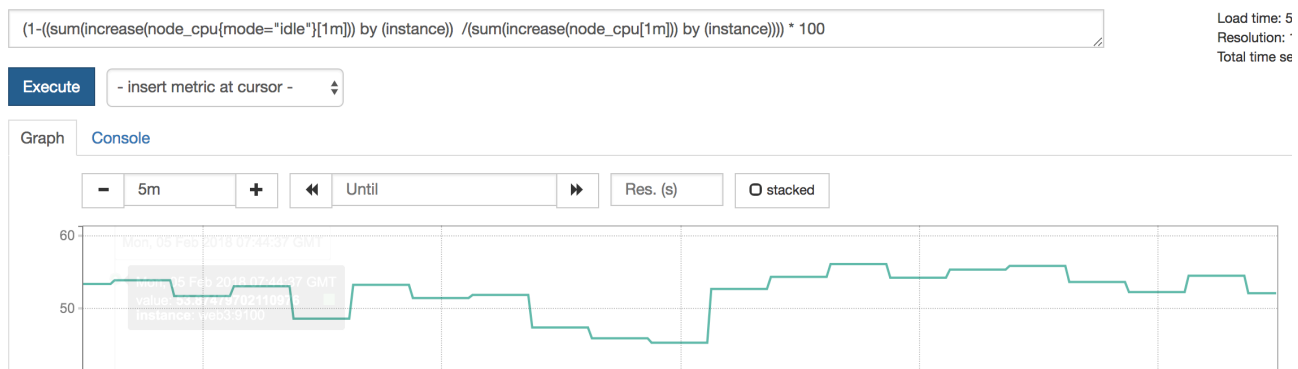 (1-((sum(increase(node_cpu{mode="idle"}[1m])) by (instance))  /(sum(increase(node_cpu[1m])) by (instance)))) * 100
Load time: 5
Resolution: 1
Total time se
Execute
- insert metric at cursor -
Graph Console
5m Until Res. (s) stacked
60
Mon, 05 Feb 2018 07:44:37 GMT
Mon, 05 Feb 2018 07:44:37 GMT
value:
50
Instance: web3:9100